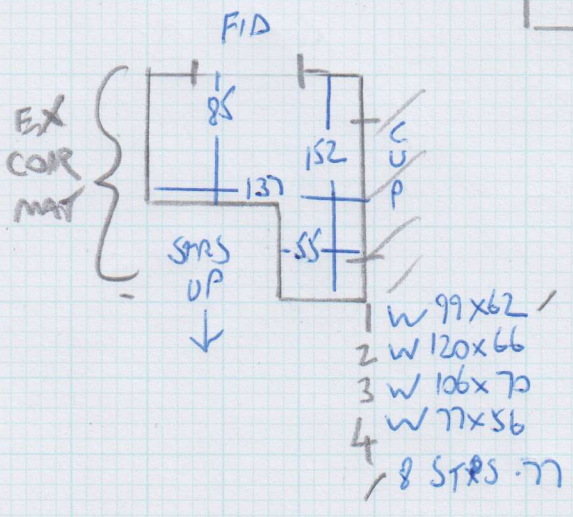 F/D
EX
COIR
MAT
85
152
C
U
P
137
STRS
UP
55
1 W 99x62
2 W 120x66
3 W 106x70
4 W 77x56
8 STRS .77